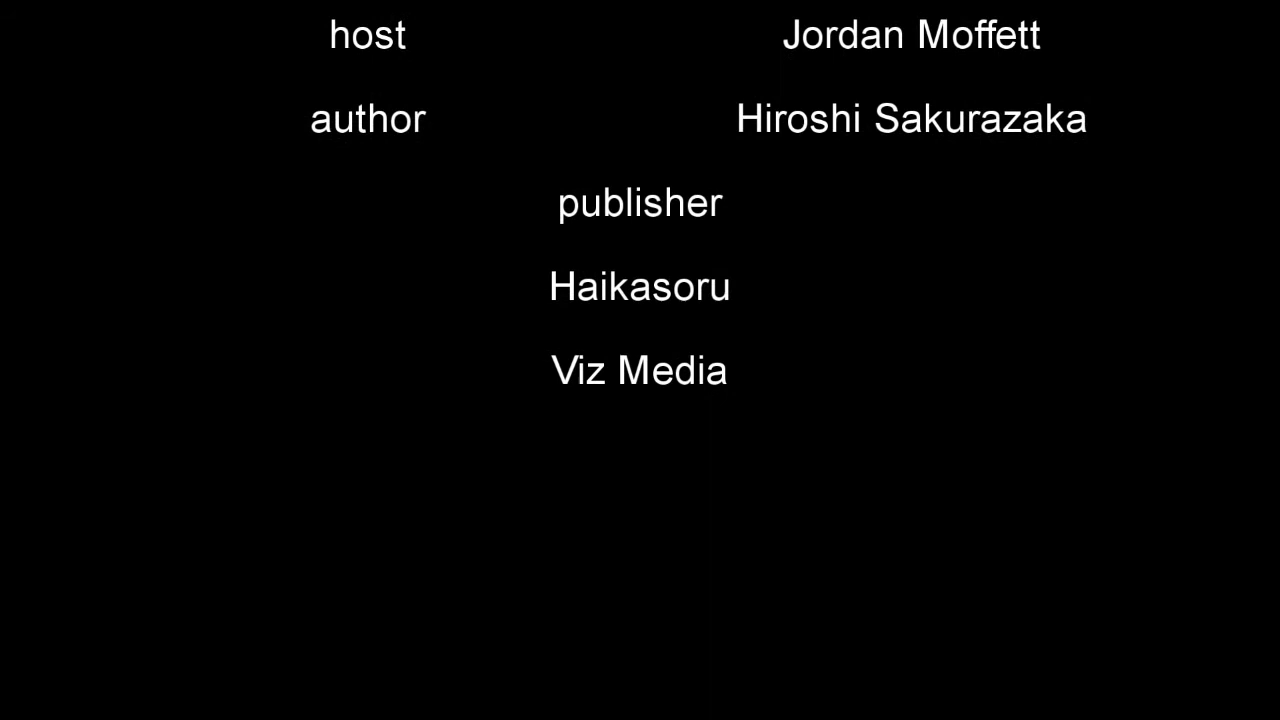 host Jordan Moffett
author Hiroshi Sakurazaka
publisher
Haikasoru
Viz Media